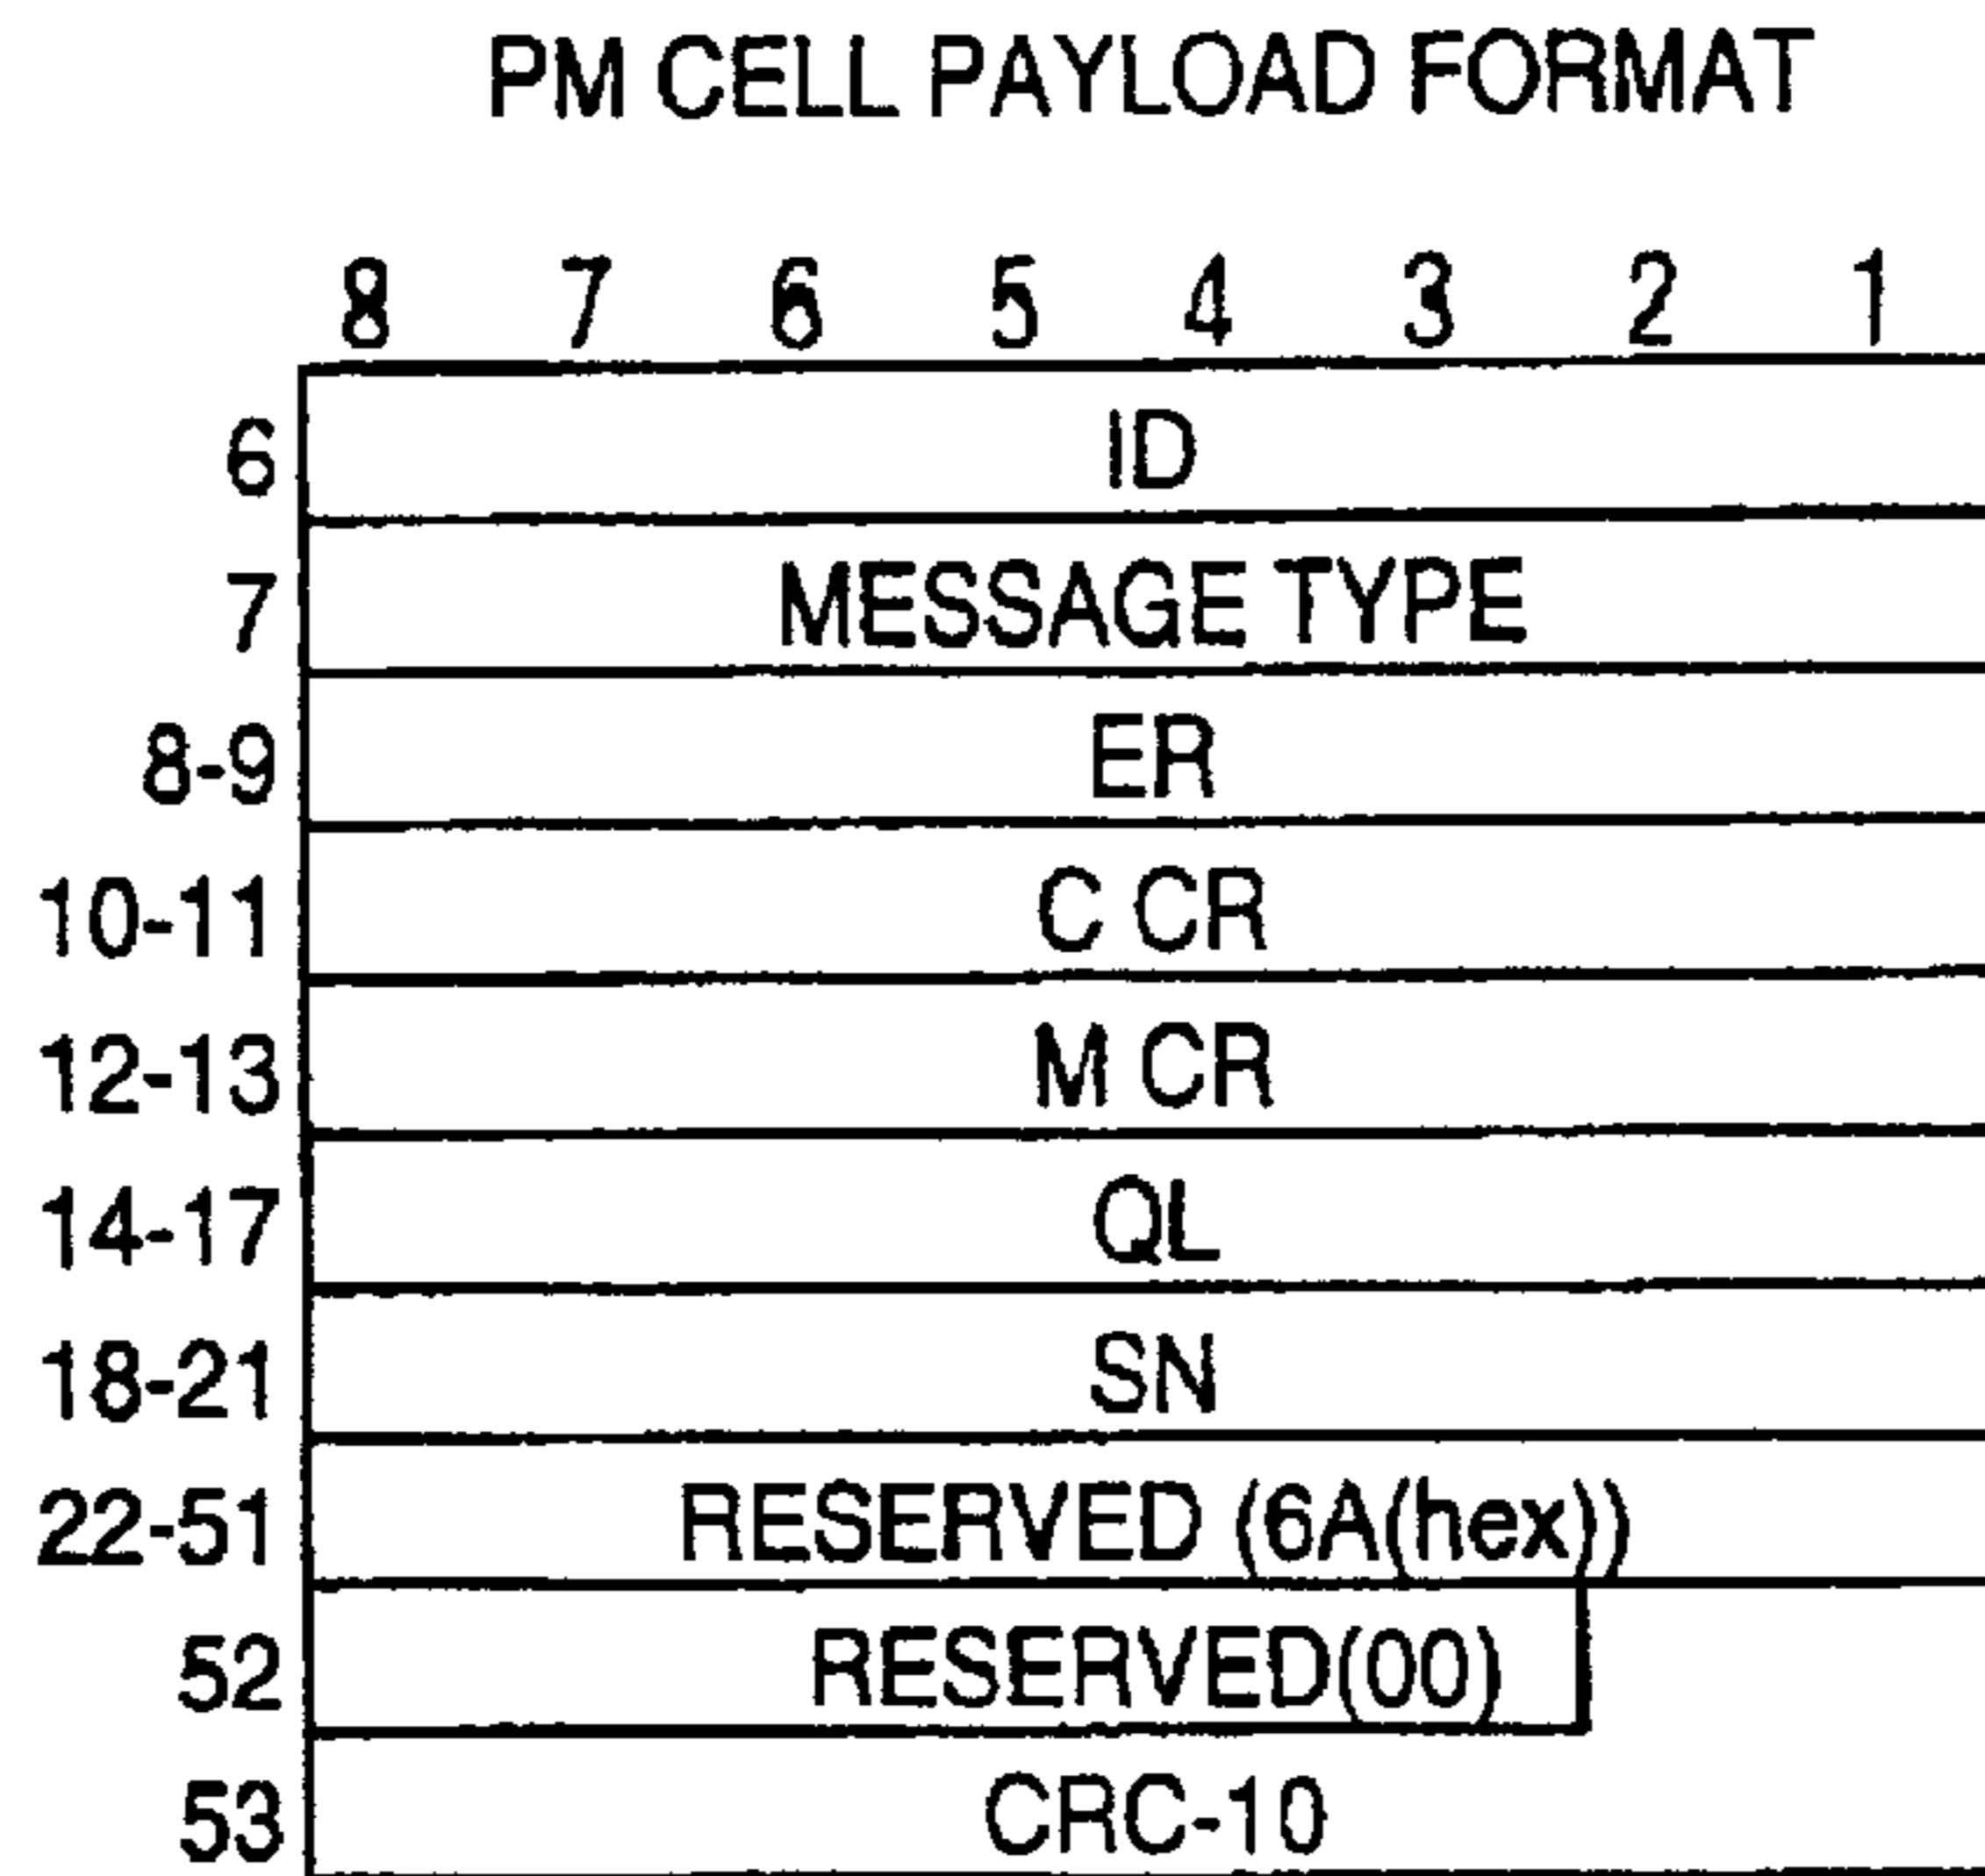 PM CELL PAYLOAD FORMAT
8 7 6 5 4 3 2 1
6 ID
7 MESSAGE TYPE
8-9 ER
10-11 C CR
12-13 M CR
14-17 QL
18-21 SN
22-51 RESERVED (6A(hex))
52 RESERVED(00)
53 CRC-10